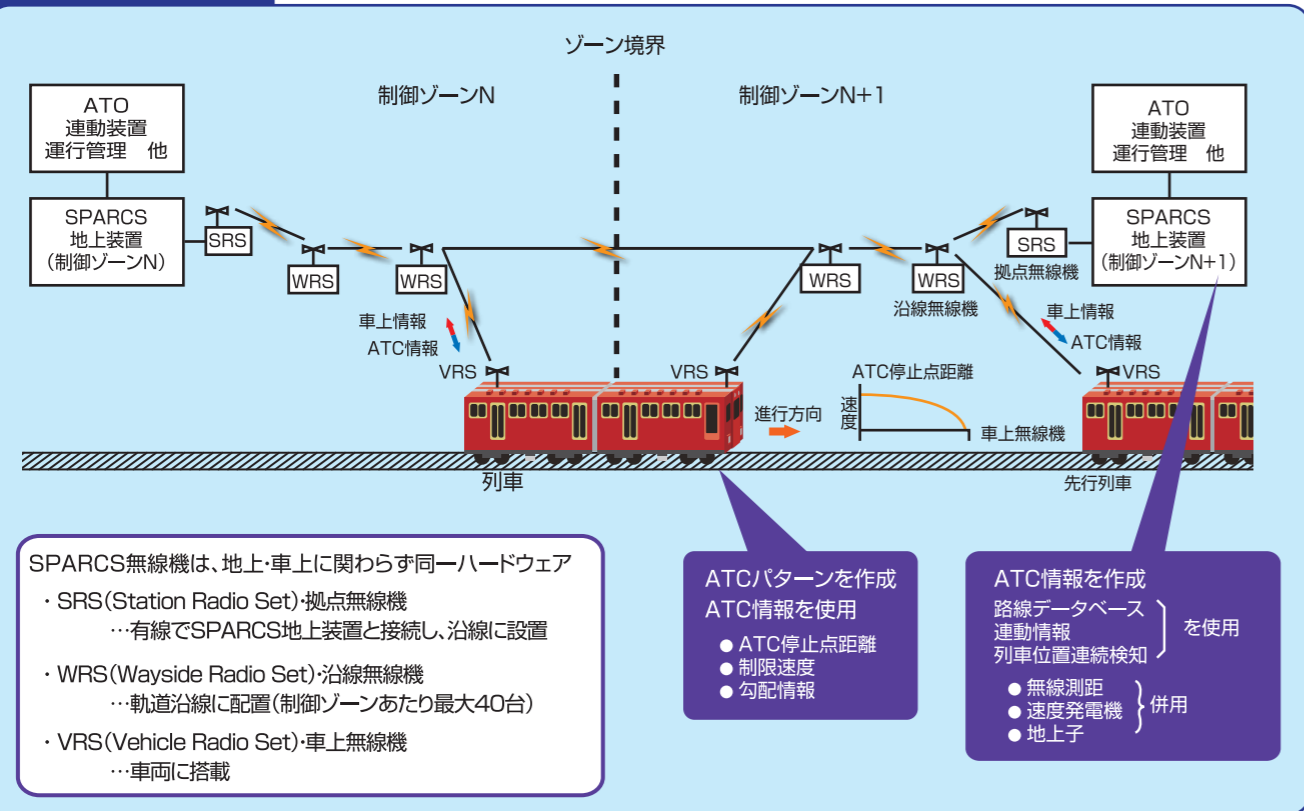 ゾーン境界
制御ゾーンN
制御ゾーンN+1
ATO
連動装置
運行管理　他
SPARCS
地上装置
(制御ゾーンN)
SRS
WRS
WRS
車上情報
ATC情報
VRS
列車
VRS
進行方向
ATC停止点距離
速度
車上無線機
WRS
WRS
沿線無線機
SRS
拠点無線機
ATO
連動装置
運行管理　他
SPARCS
地上装置
(制御ゾーンN+1)
車上情報
ATC情報
VRS
先行列車
SPARCS無線機は、地上・車上に関わらず同一ハードウェア
・SRS(Station Radio Set)・拠点無線機
…有線でSPARCS地上装置と接続し、沿線に設置
・WRS(Wayside Radio Set)・沿線無線機
…軌道沿線に配置(制御ゾーンあたり最大40台)
・VRS(Vehicle Radio Set)・車上無線機
…車両に搭載
ATCパターンを作成
ATC情報を使用
● ATC停止点距離
● 制限速度
● 勾配情報
ATC情報を作成
路線データベース
連動情報
列車位置連続検知
を使用
● 無線測距
● 速度発電機
● 地上子
併用